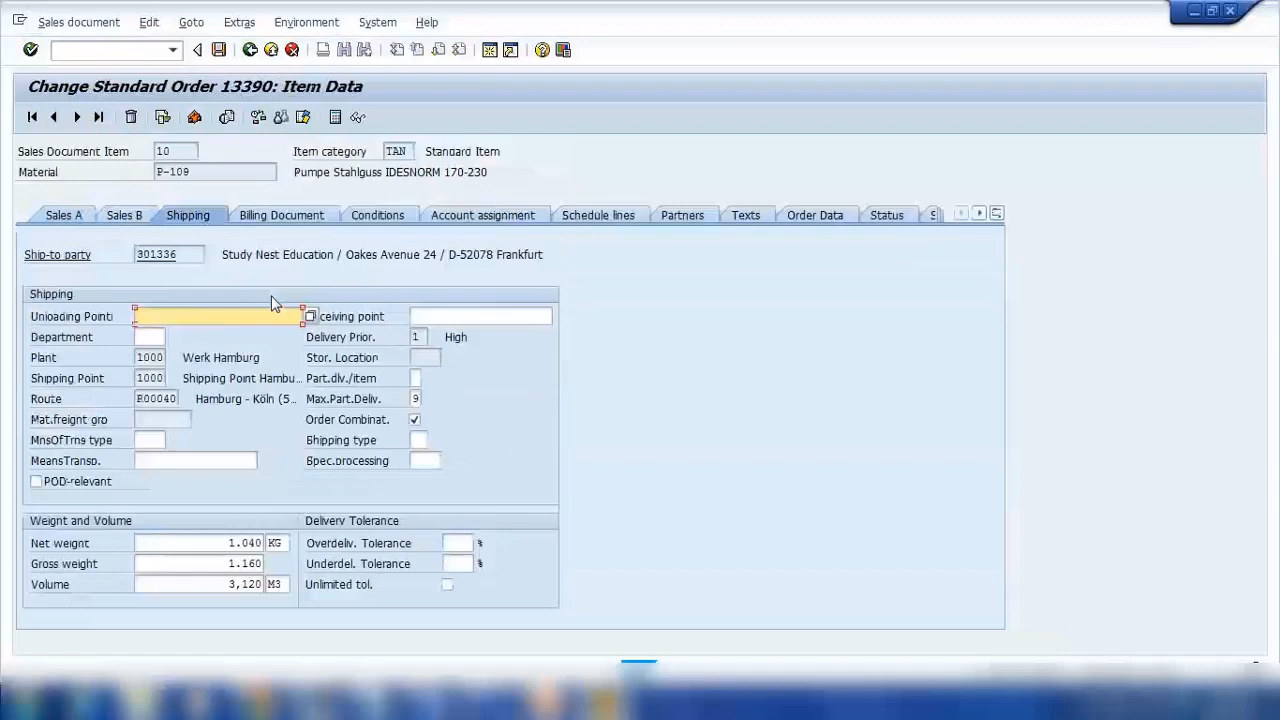 Sales document Edit Goto Extras Environment System Help
Change Standard Order 13390: Item Data
Sales Document Item 10 Item category TAN Standard Item
Material P-109 Pumpe Stahlguss IDESNORM 170-230
Sales A Sales B Shipping Billing Document Conditions Account assignment Schedule lines Partners Texts Order Data Status S
Ship-to party 301336 Study Nest Education / Oakes Avenue 24 / D-52078 Frankfurt
Shipping
Unloading Point ceiving point
Department Delivery Prior. 1 High
Plant 1000 Werk Hamburg Stor. Location
Shipping Point 1000 Shipping Point Hambu... Part.dlv./item
Route R00040 Hamburg - Köln (5... Max.Part.Deliv. 9
Mat.freight gro Order Combinat.
MnsOfTrns type Shipping type
MeansTransp. Spec.processing
POD-relevant
Weight and Volume Delivery Tolerance
Net weight 1.040 KG Overdeliv. Tolerance %
Gross weight 1.160 Underdel. Tolerance %
Volume 3,120 M3 Unlimited tol.